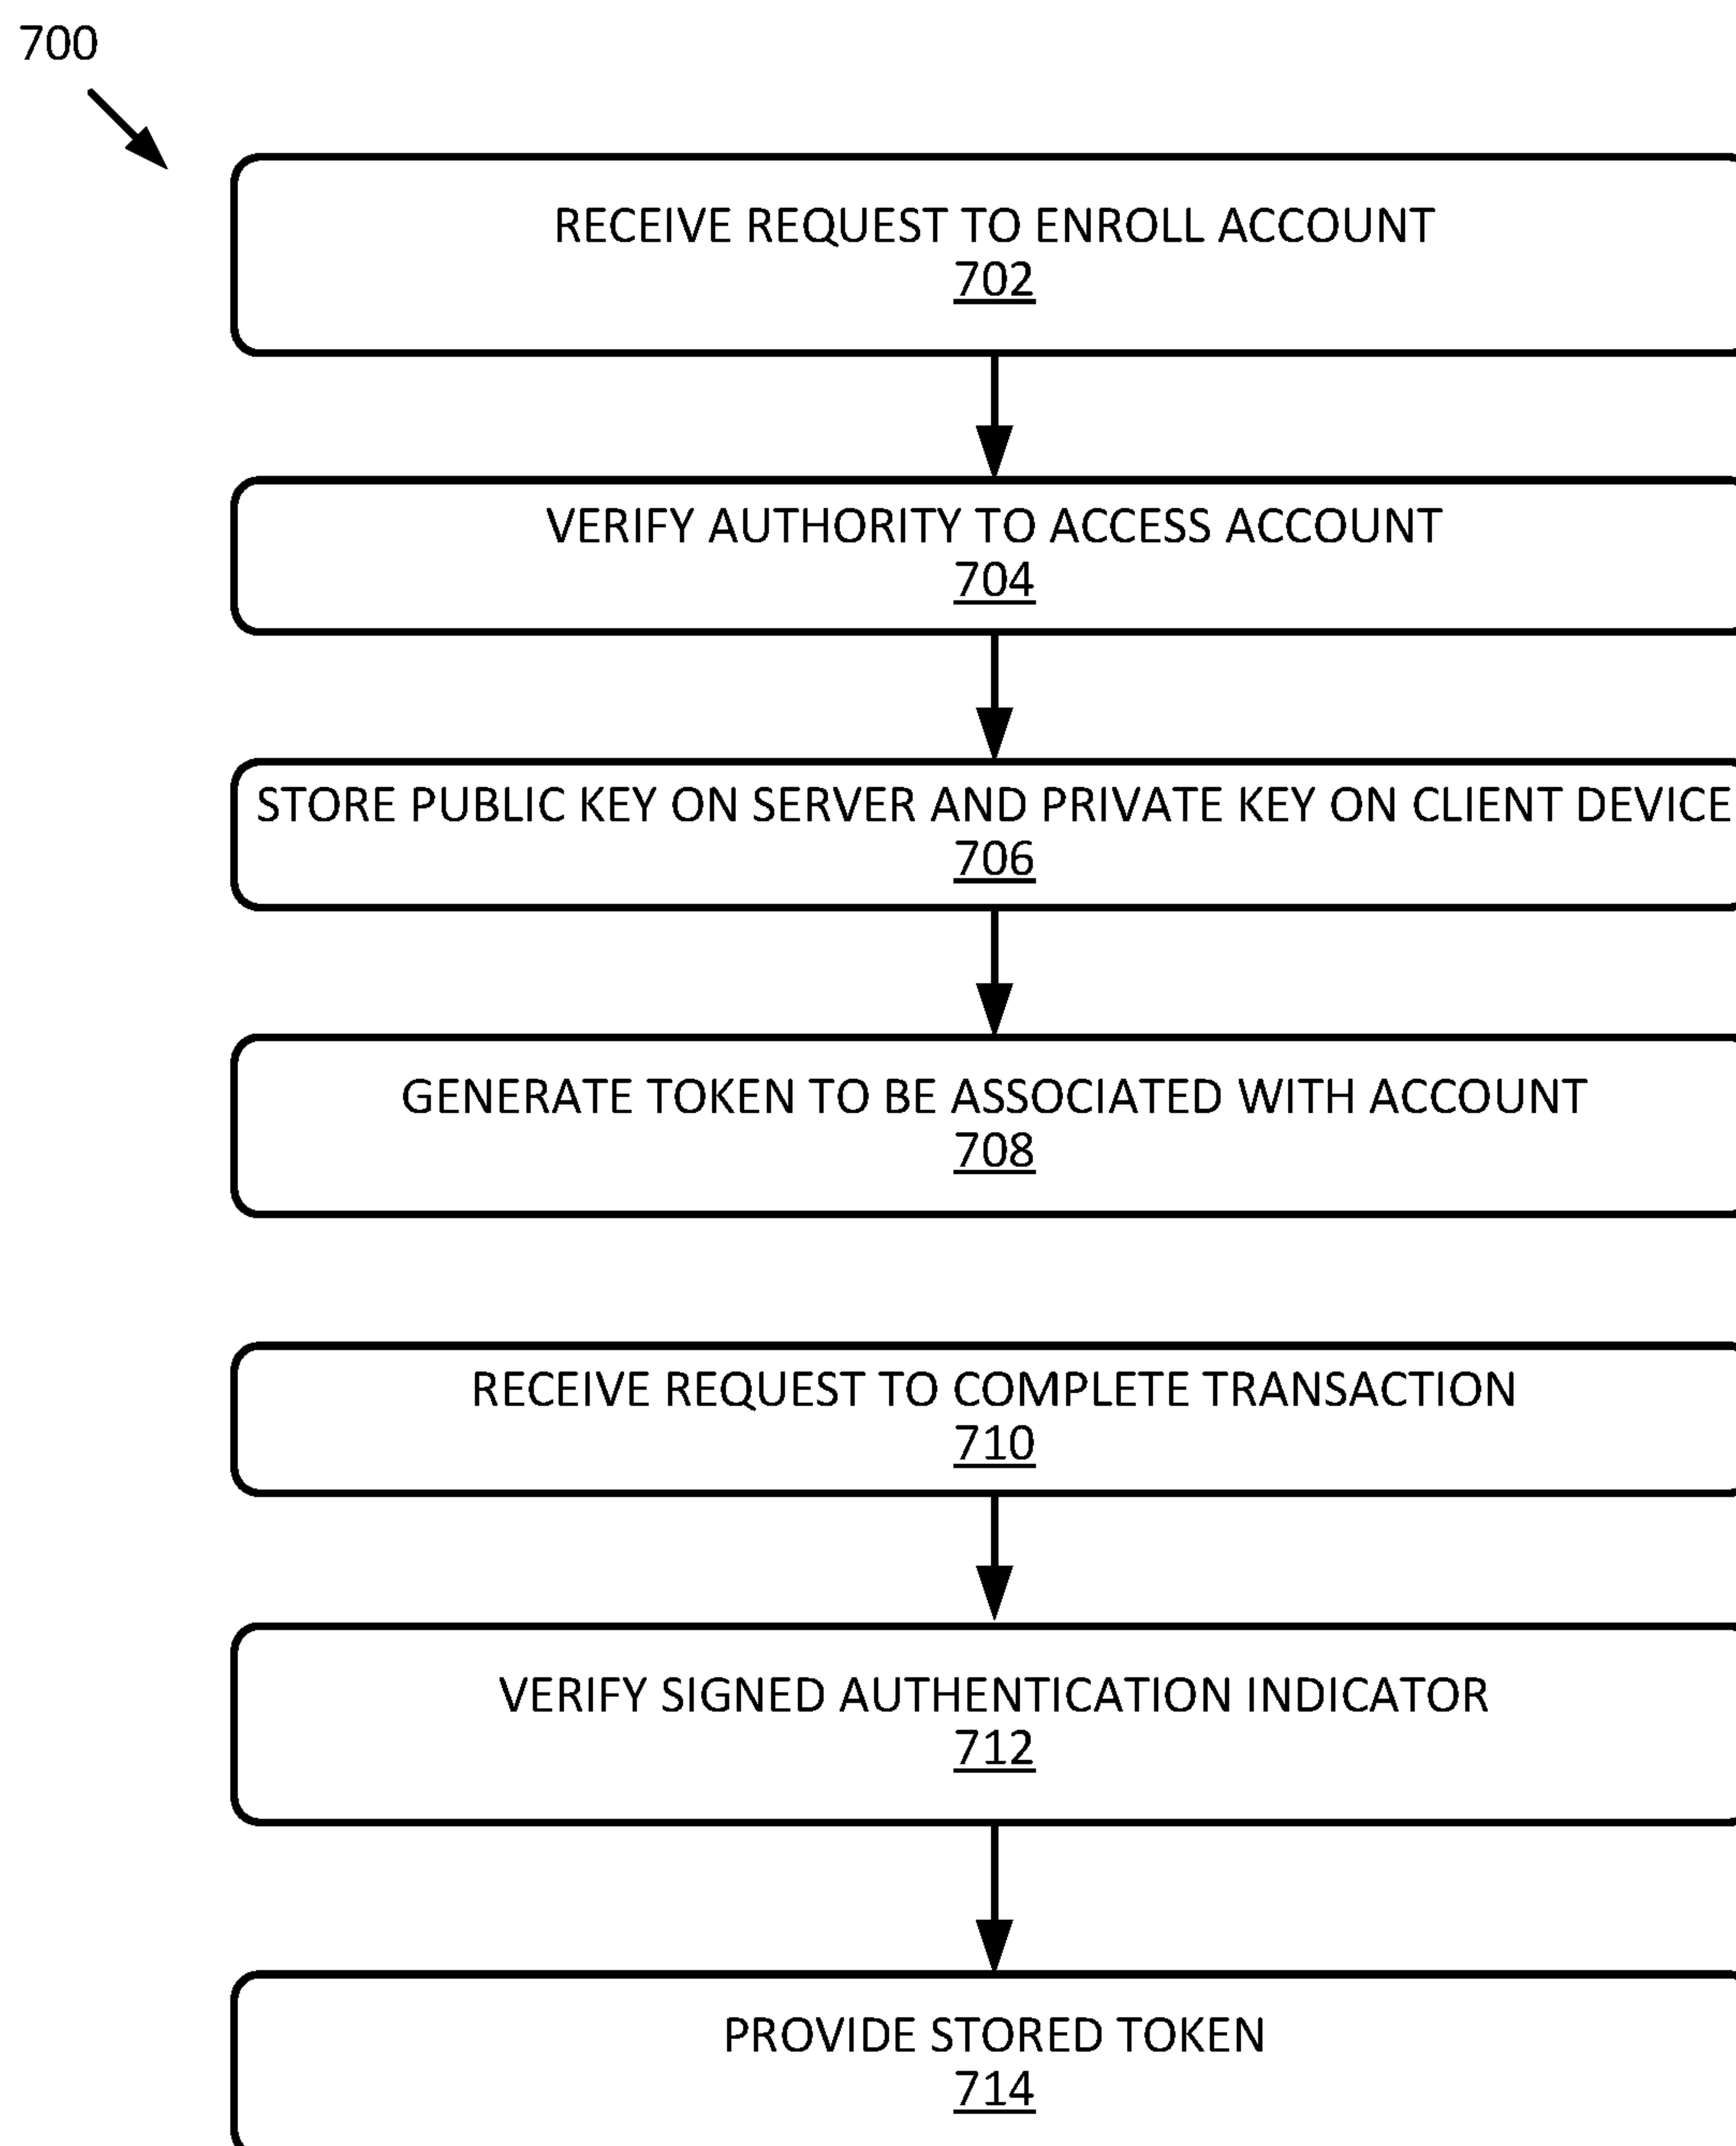 700
RECEIVE REQUEST TO ENROLL ACCOUNT
702
VERIFY AUTHORITY TO ACCESS ACCOUNT
704
STORE PUBLIC KEY ON SERVER AND PRIVATE KEY ON CLIENT DEVICE
706
GENERATE TOKEN TO BE ASSOCIATED WITH ACCOUNT
708
RECEIVE REQUEST TO COMPLETE TRANSACTION
710
VERIFY SIGNED AUTHENTICATION INDICATOR
712
PROVIDE STORED TOKEN
714